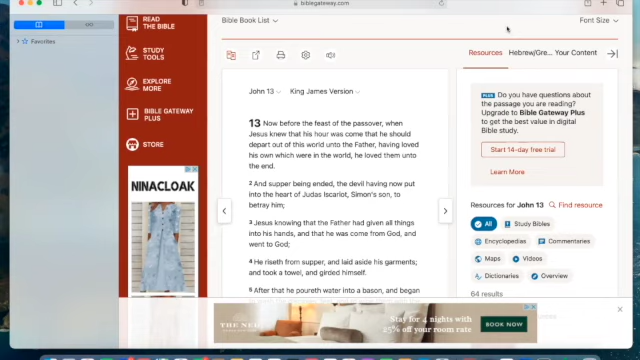 biblegateway.com
Favorites
READ
THE BIBLE
STUDY
TOOLS
EXPLORE
MORE
BIBLE GATEWAY
PLUS
STORE
NINACLOAK
Bible Book List
Font Size
Resources Hebrew/Gre... Your Content
John 13 King James Version
13 Now before the feast of the passover, when
Jesus knew that his hour was come that he should
depart out of this world unto the Father, having loved
his own which were in the world, he loved them unto
the end.
2 And supper being ended, the devil having now put
into the heart of Judas Iscariot, Simon's son, to
betray him;
3 Jesus knowing that the Father had given all things
into his hands, and that he was come from God, and
went to God;
4 He riseth from supper, and laid aside his garments;
and took a towel, and girded himself.
5 After that he poureth water into a bason, and began
PLUS Do you have questions about
the passage you are reading?
Upgrade to Bible Gateway Plus
to get the best value in digital
Bible study.
Start 14-day free trial
Learn More
Resources for John 13 Find resource
All Study Bibles
Encyclopedias Commentaries
Maps Videos
Dictionaries Overview
64 results
Stay for 4 nights with
25% off your room rate
BOOK NOW